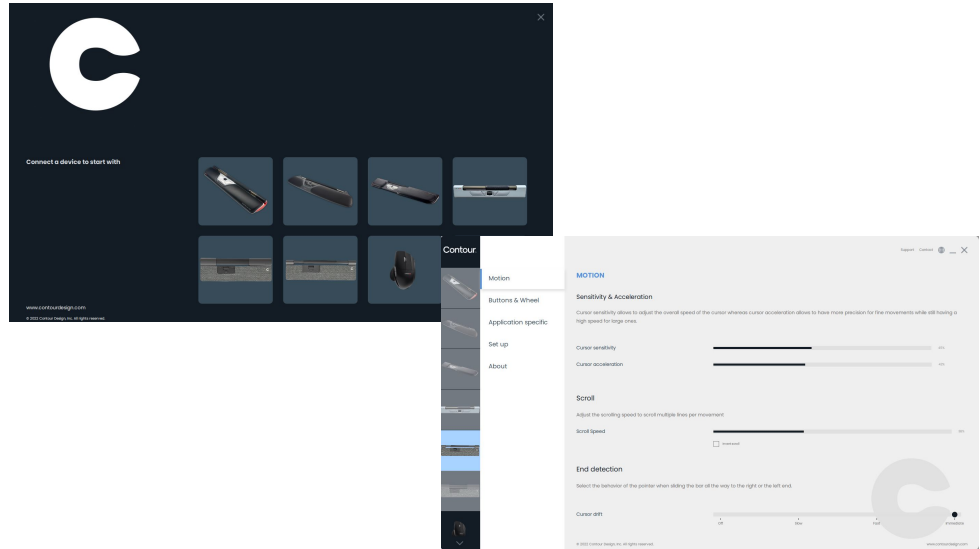 Connect a device to start with
www.contourdesign.com
© 2022 Contour Design, Inc. All rights reserved.
Contour
Motion
Buttons & Wheel
Application specific
Set up
About
Support Contact
MOTION
Sensitivity & Acceleration
Cursor sensitivity allows to adjust the overall speed of the cursor whereas cursor acceleration allows to have more precision for fine movements while still having a
high speed for large ones.
Cursor sensitivity
Cursor acceleration
Scroll
Adjust the scrolling speed to scroll multiple lines per movement
Scroll Speed
End detection
Select the behavior of the pointer when sliding the bar all the way to the right or the left end.
Cursor drift
Off Slow Fast Immediate
© 2022 Contour Design, Inc. All rights reserved.
www.contourdesign.com